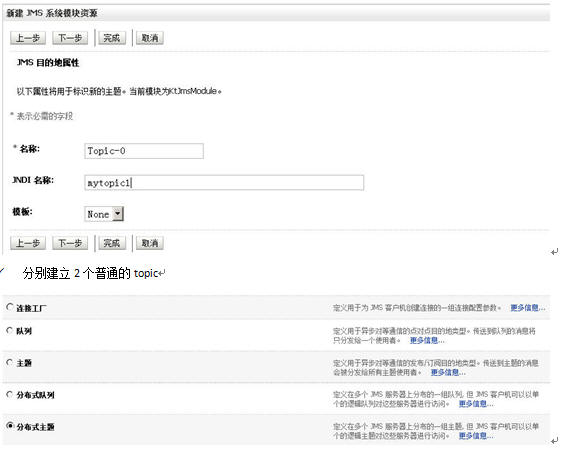 新建 JMS 系统模块资源
上一步 下一步 完成 取消
JMS 目的地属性
以下属性将用于标识新的主题。当前模块为KtJmsModule。
* 表示必需的字段
* 名称: Topic-0
JNDI 名称: mytopic1
模板: None
上一步 下一步 完成 取消
分别建立 2 个普通的 topic
连接工厂 定义用于为 JMS 客户机创建连接的一组连接配置参数。 更多信息...
队列 定义用于异步对等通信的点对点目的地类型。传送到队列的消息将
只分发给一个使用者。 更多信息...
主题 定义用于异步对等通信的发布/订阅目的地类型。传送到主题的消息
会被分发给所有主题使用者。 更多信息...
分布式队列 定义在多个 JMS 服务器上分布的一组队列, 但 JMS 客户机可以以单
个的逻辑队列对这些服务器进行访问。 更多信息...
分布式主题 定义在多个 JMS 服务器上分布的一组主题, 但 JMS 客户机可以以单
个的逻辑主题对这些服务器进行访问。 更多信息...